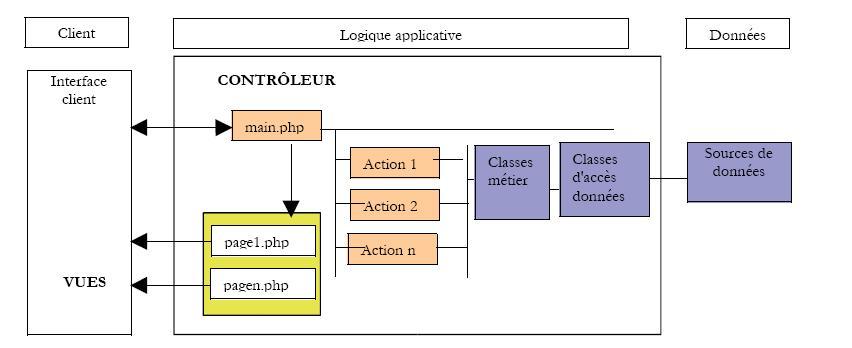 Client
Logique applicative
Données
Interface
client
CONTRÔLEUR
main.php
Action 1
Action 2
Action n
Classes
métier
Classes
d'accès
données
Sources de
données
page1.php
pagen.php
VUES